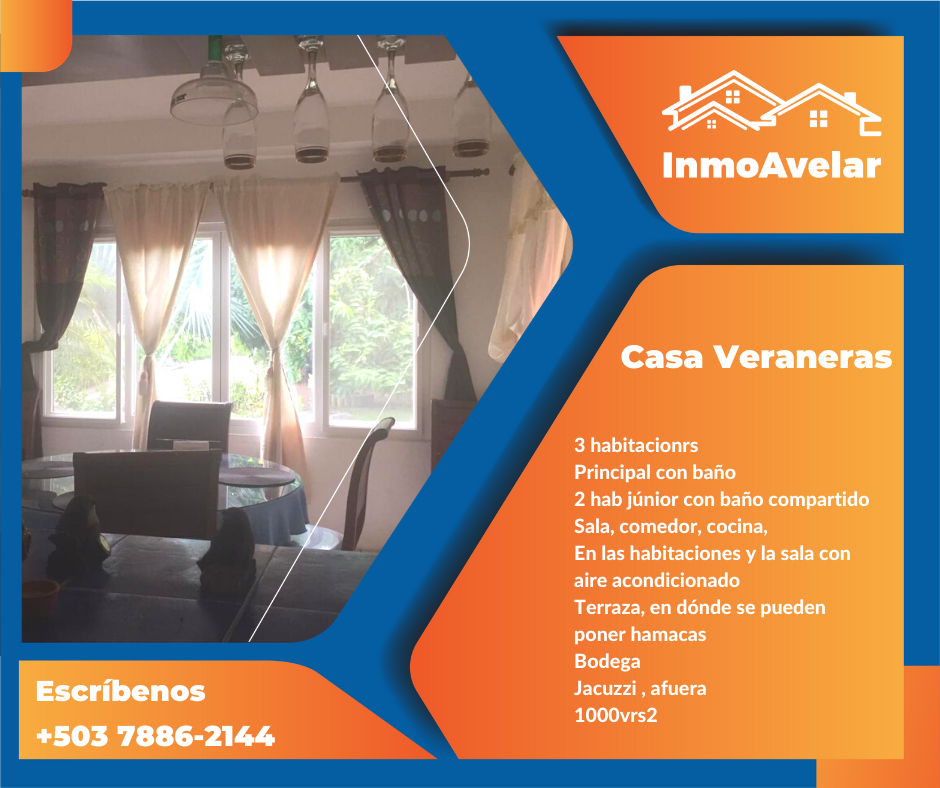 InmoAvelar
Casa Veraneras
3 habitacionrs
Principal con baño
2 hab júnior con baño compartido
Sala, comedor, cocina,
En las habitaciones y la sala con
aire acondicionado
Terraza, en dónde se pueden
poner hamacas
Bodega
Jacuzzi , afuera
1000vrs2
Escríbenos
+503 7886-2144